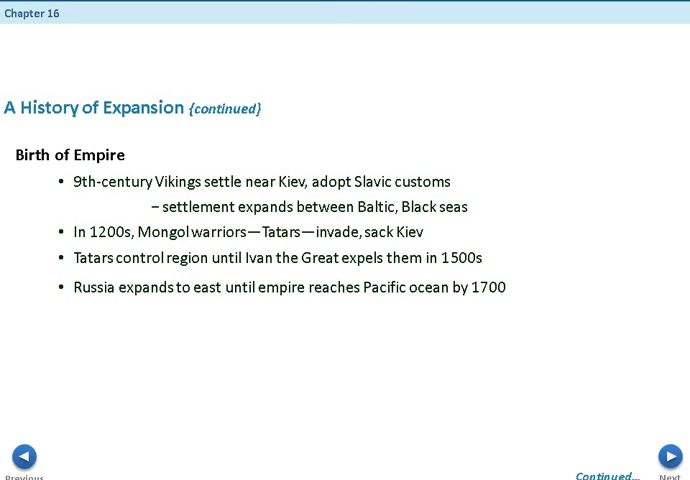 Chapter 16
A History of Expansion {continued}
Birth of Empire
• 9th-century Vikings settle near Kiev, adopt Slavic customs
– settlement expands between Baltic, Black seas
• In 1200s, Mongol warriors—Tatars—invade, sack Kiev
• Tatars control region until Ivan the Great expels them in 1500s
• Russia expands to east until empire reaches Pacific ocean by 1700
Previous
Continued...
Next